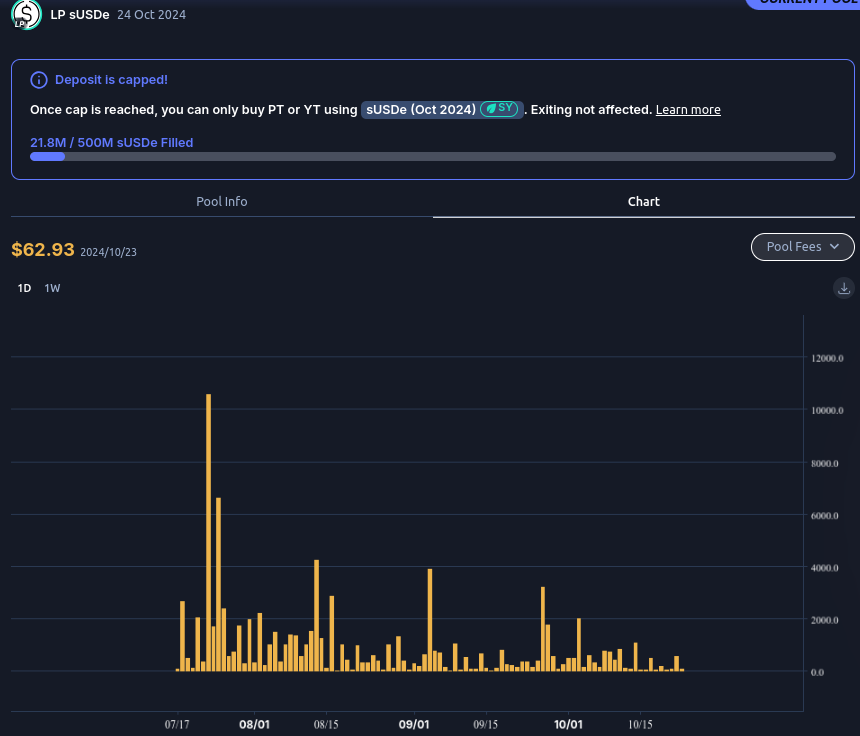 LP sUSDe 24 Oct 2024
Deposit is capped!
Once cap is reached, you can only buy PT or YT using sUSDe (Oct 2024) SY . Exiting not affected. Learn more
21.8M / 500M sUSDe Filled
Pool Info Chart
$62.93 2024/10/23
Pool Fees
1D 1W
12000.0
10000.0
8000.0
6000.0
4000.0
2000.0
0.0
07/17 08/01 08/15 09/01 09/15 10/01 10/15